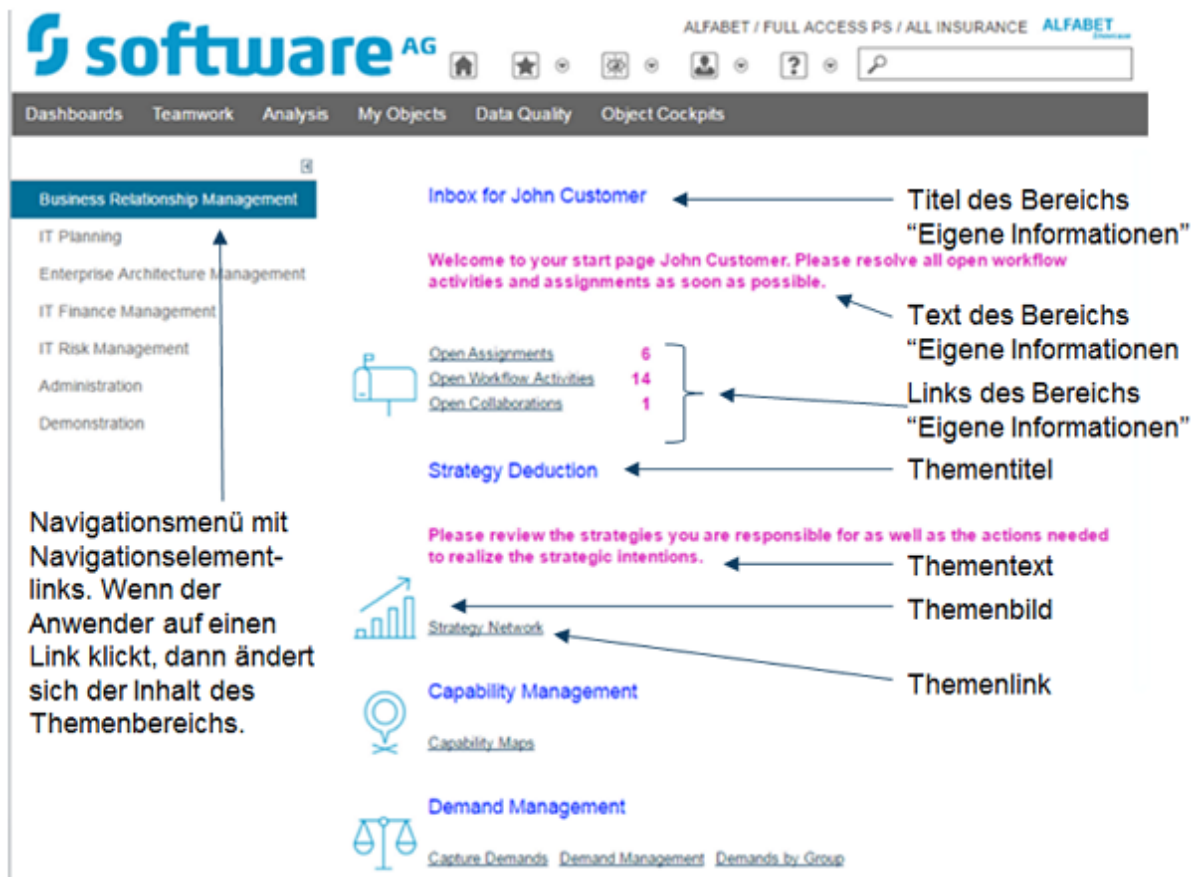 software AG
ALFABET / FULL ACCESS PS / ALL INSURANCE ALFABET
Dashboards Teamwork Analysis My Objects Data Quality Object Cockpits
Business Relationship Management
IT Planning
Enterprise Architecture Management
IT Finance Management
IT Risk Management
Administration
Demonstration
Navigationsmenü mit
Navigationselement-
links. Wenn der
Anwender auf einen
Link klickt, dann ändert
sich der Inhalt des
Themenbereichs.
Inbox for John Customer
Titel des Bereichs
“Eigene Informationen”
Welcome to your start page John Customer. Please resolve all open workflow
activities and assignments as soon as possible.
Text des Bereichs
“Eigene Informationen
Open Assignments 6
Open Workflow Activities 14
Open Collaborations 1
Links des Bereichs
“Eigene Informationen”
Strategy Deduction
Thementitel
Please review the strategies you are responsible for as well as the actions needed
to realize the strategic intentions.
Thementext
Themenbild
Strategy Network
Themenlink
Capability Management
Capability Maps
Demand Management
Capture Demands Demand Management Demands by Group